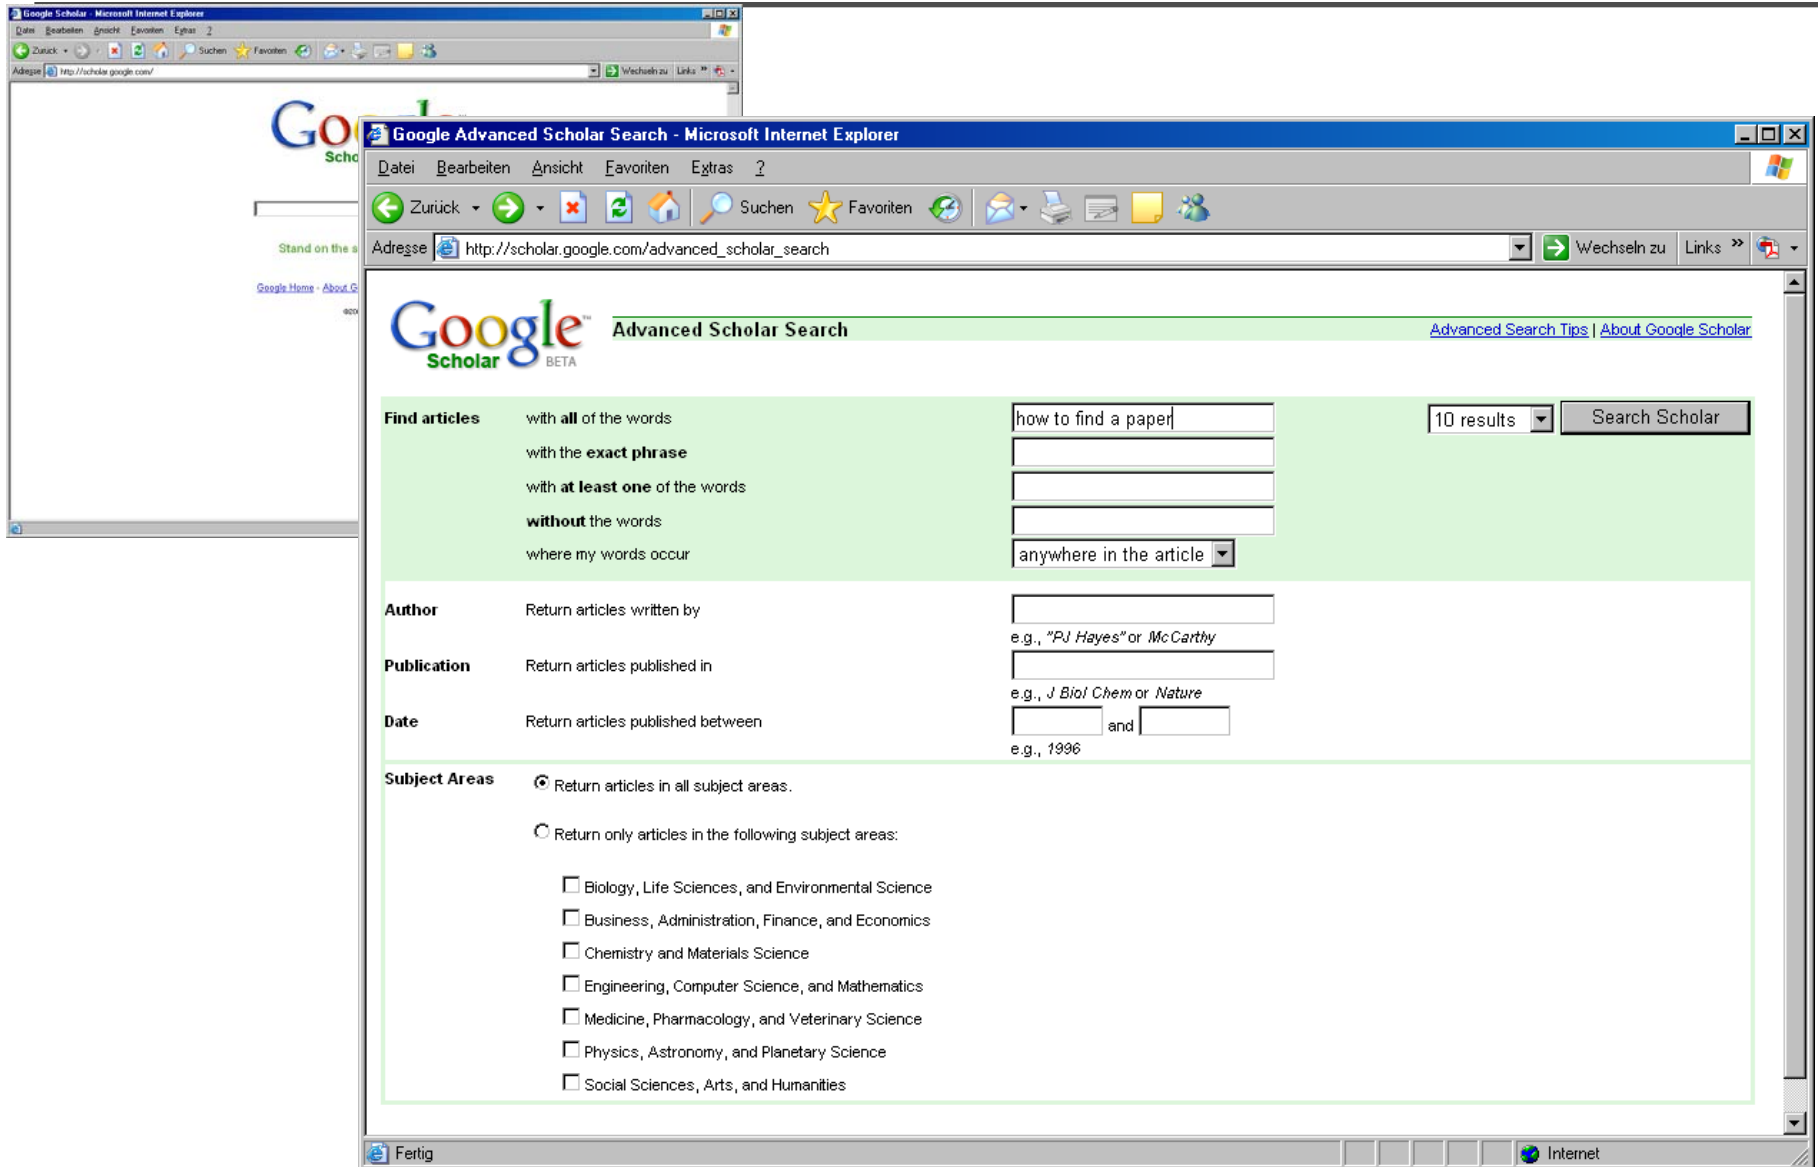 Google Scholar - Microsoft Internet Explorer
Datei Bearbeiten Ansicht Favoriten Extras ?
Zurück Suchen Favoriten
Adresse http://scholar.google.com/ Wechseln zu Links »
Stand on the
Google Home - About G
Google Advanced Scholar Search - Microsoft Internet Explorer
Datei Bearbeiten Ansicht Favoriten Extras ?
Zurück Suchen Favoriten
Adresse http://scholar.google.com/advanced_scholar_search Wechseln zu Links »
Google™ Scholar BETA
Advanced Scholar Search Advanced Search Tips | About Google Scholar
Find articles with all of the words how to find a paper 10 results Search Scholar
with the exact phrase
with at least one of the words
without the words
where my words occur anywhere in the article
Author Return articles written by
e.g., "PJ Hayes" or McCarthy
Publication Return articles published in
e.g., J Biol Chem or Nature
Date Return articles published between and
e.g., 1996
Subject Areas Return articles in all subject areas.
Return only articles in the following subject areas:
Biology, Life Sciences, and Environmental Science
Business, Administration, Finance, and Economics
Chemistry and Materials Science
Engineering, Computer Science, and Mathematics
Medicine, Pharmacology, and Veterinary Science
Physics, Astronomy, and Planetary Science
Social Sciences, Arts, and Humanities
Fertig Internet